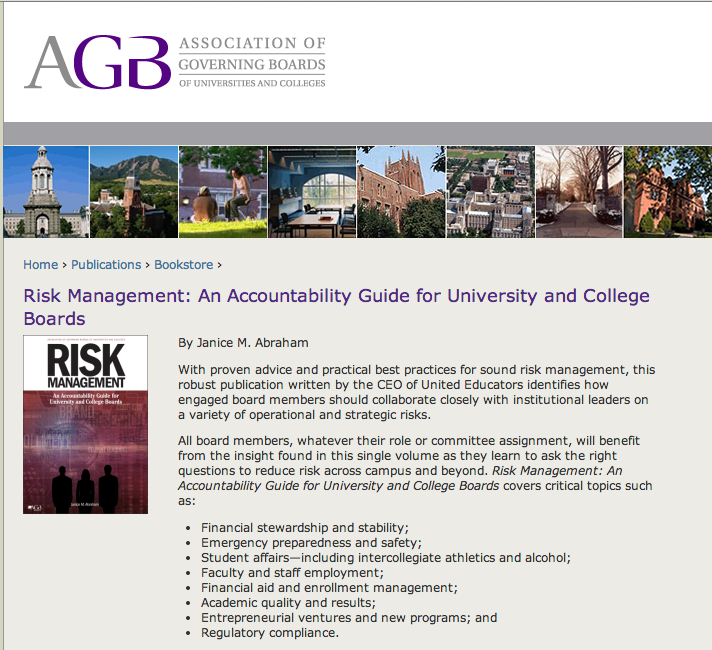 AGB
ASSOCIATION OF
GOVERNING BOARDS
OF UNIVERSITIES AND COLLEGES
Home › Publications › Bookstore ›
Risk Management: An Accountability Guide for University and College
Boards
RISK
MANAGEMENT
An Accountability Guide for
University and College Boards
Janice M. Abraham
By Janice M. Abraham
With proven advice and practical best practices for sound risk management, this
robust publication written by the CEO of United Educators identifies how
engaged board members should collaborate closely with institutional leaders on
a variety of operational and strategic risks.
All board members, whatever their role or committee assignment, will benefit
from the insight found in this single volume as they learn to ask the right
questions to reduce risk across campus and beyond. Risk Management: An
Accountability Guide for University and College Boards covers critical topics such
as:
• Financial stewardship and stability;
• Emergency preparedness and safety;
• Student affairs—including intercollegiate athletics and alcohol;
• Faculty and staff employment;
• Financial aid and enrollment management;
• Academic quality and results;
• Entrepreneurial ventures and new programs; and
• Regulatory compliance.